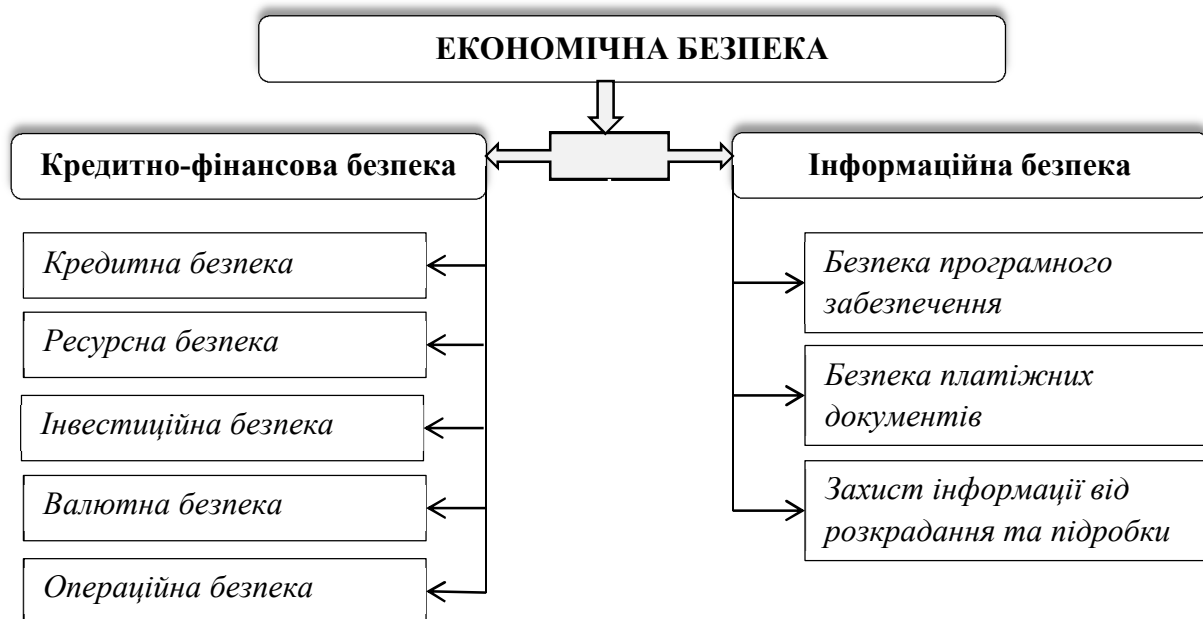 ЕКОНОМІЧНА БЕЗПЕКА
Кредитно-фінансова безпека
Кредитна безпека
Ресурсна безпека
Інвестиційна безпека
Валютна безпека
Операційна безпека
Інформаційна безпека
Безпека програмного
забезпечення
Безпека платіжних
документів
Захист інформації від
розкрадання та підробки